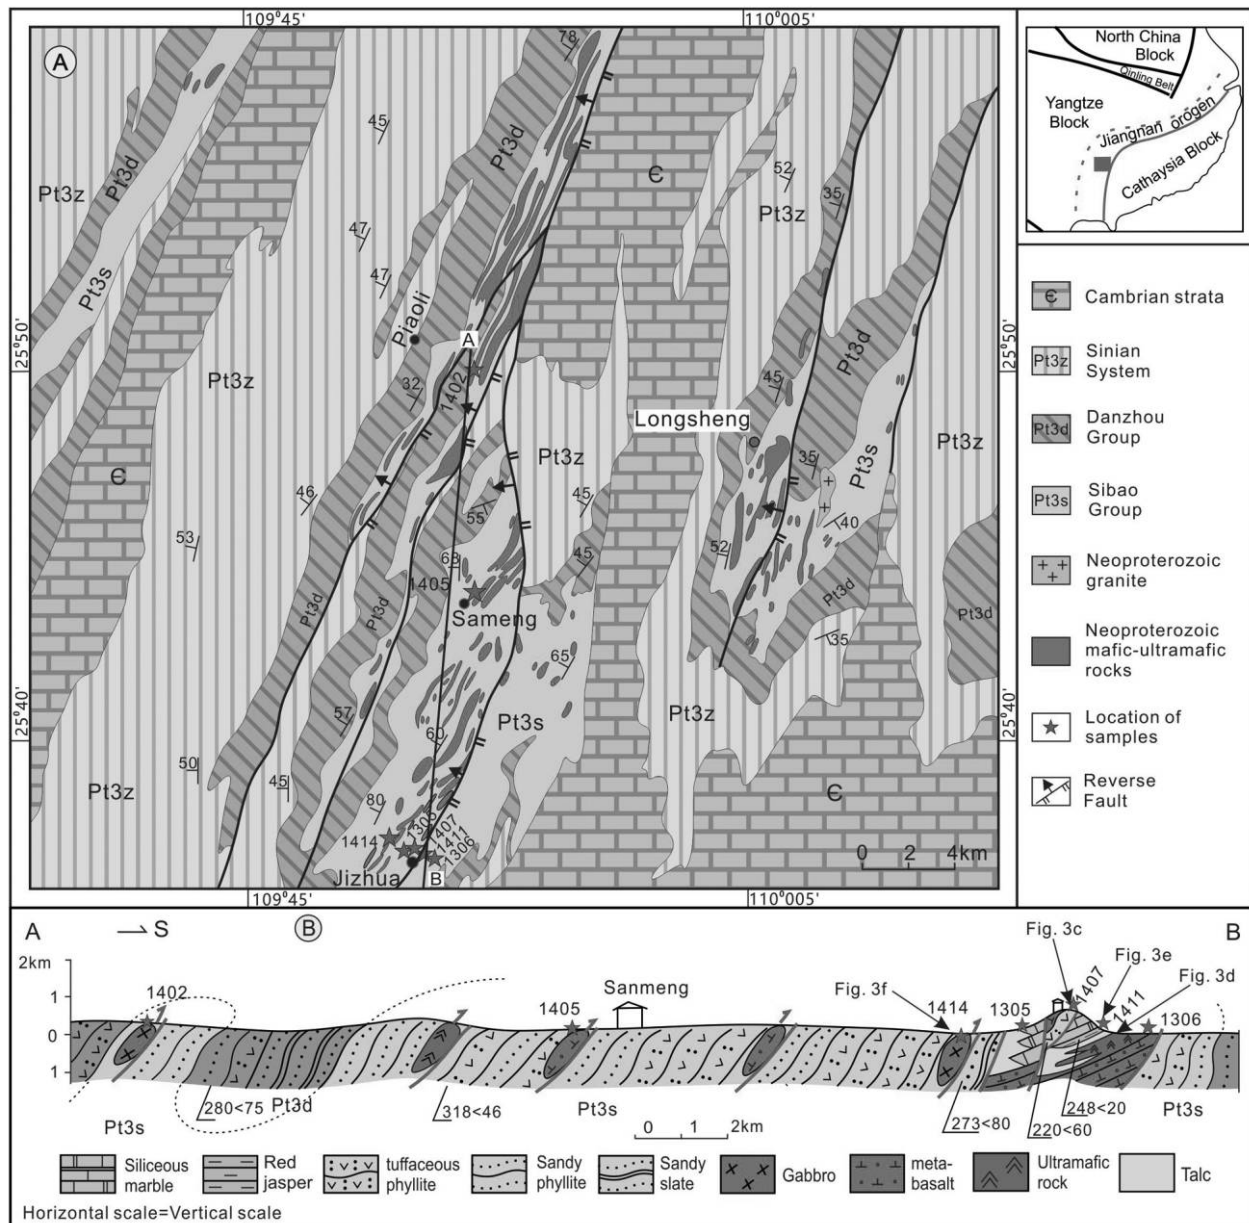 109°45'
110°005'
A
78
45
Pt3d
Pt3d
Pt3z
Є
52
35
Pt3z
47
Pt3s
47
Piaoli
25°50'
25°50'
A
Pt3d
Pt3z
32
1402
45
Longsheng
Pt3z
Є
35
Pt3s
46
45
55
40
53
52
68
45
1405
Sameng
Pt3d
Pt3d
Pt3d
Pt3d
35
65
57
60
Pt3s
Pt3z
25°40'
25°40'
50
45
80
Pt3z
Є
1414
1303
1407
1411
1306
Jizhua
B
0 2 4km
109°45'
110°005'
North China
Block
Qinling Belt
Yangtze
Block
Jiangnan orogen
Cathaysia Block
Є Cambrian strata
Pt3z Sinian
System
Pt3d Danzhou
Group
Pt3s Sibao
Group
Neoproterozoic
granite
Neoproterozoic
mafic-ultramafic
rocks
Location of
samples
Reverse
Fault
A
S
B
B
2km
1
0
1
1402
1405
Sanmeng
Fig. 3f
1414
1305
Fig. 3c
1407
Fig. 3e
1411
Fig. 3d
1306
280<75
Pt3d
318<46
Pt3s
273<80
220<60
248<20
Pt3s
Pt3s
0 1 2km
Siliceous
marble
Red
jasper
tuffaceous
phyllite
Sandy
phyllite
Sandy
slate
Gabbro
meta-
basalt
Ultramafic
rock
Talc
Horizontal scale=Vertical scale